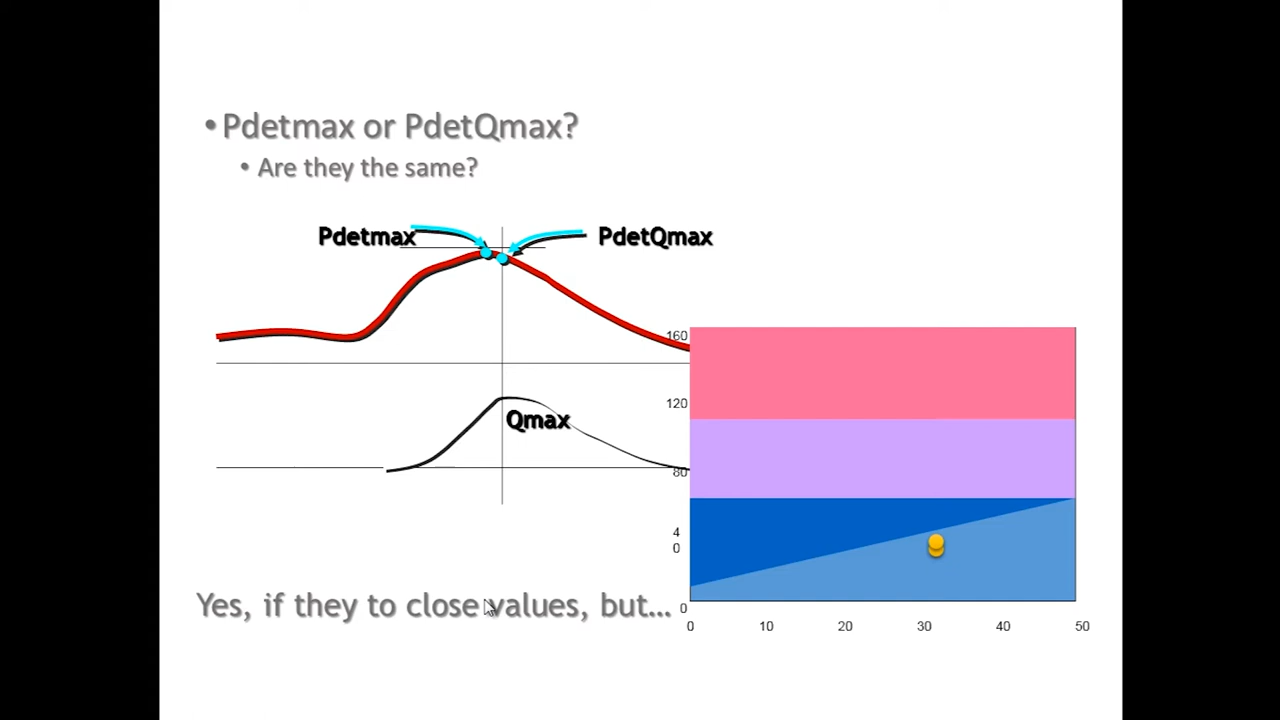 • Pdetmax or PdetQmax?
• Are they the same?
Pdetmax
PdetQmax
160
120
Qmax
80
4
0
Yes, if they to close values, but...
0
0 10 20 30 40 50